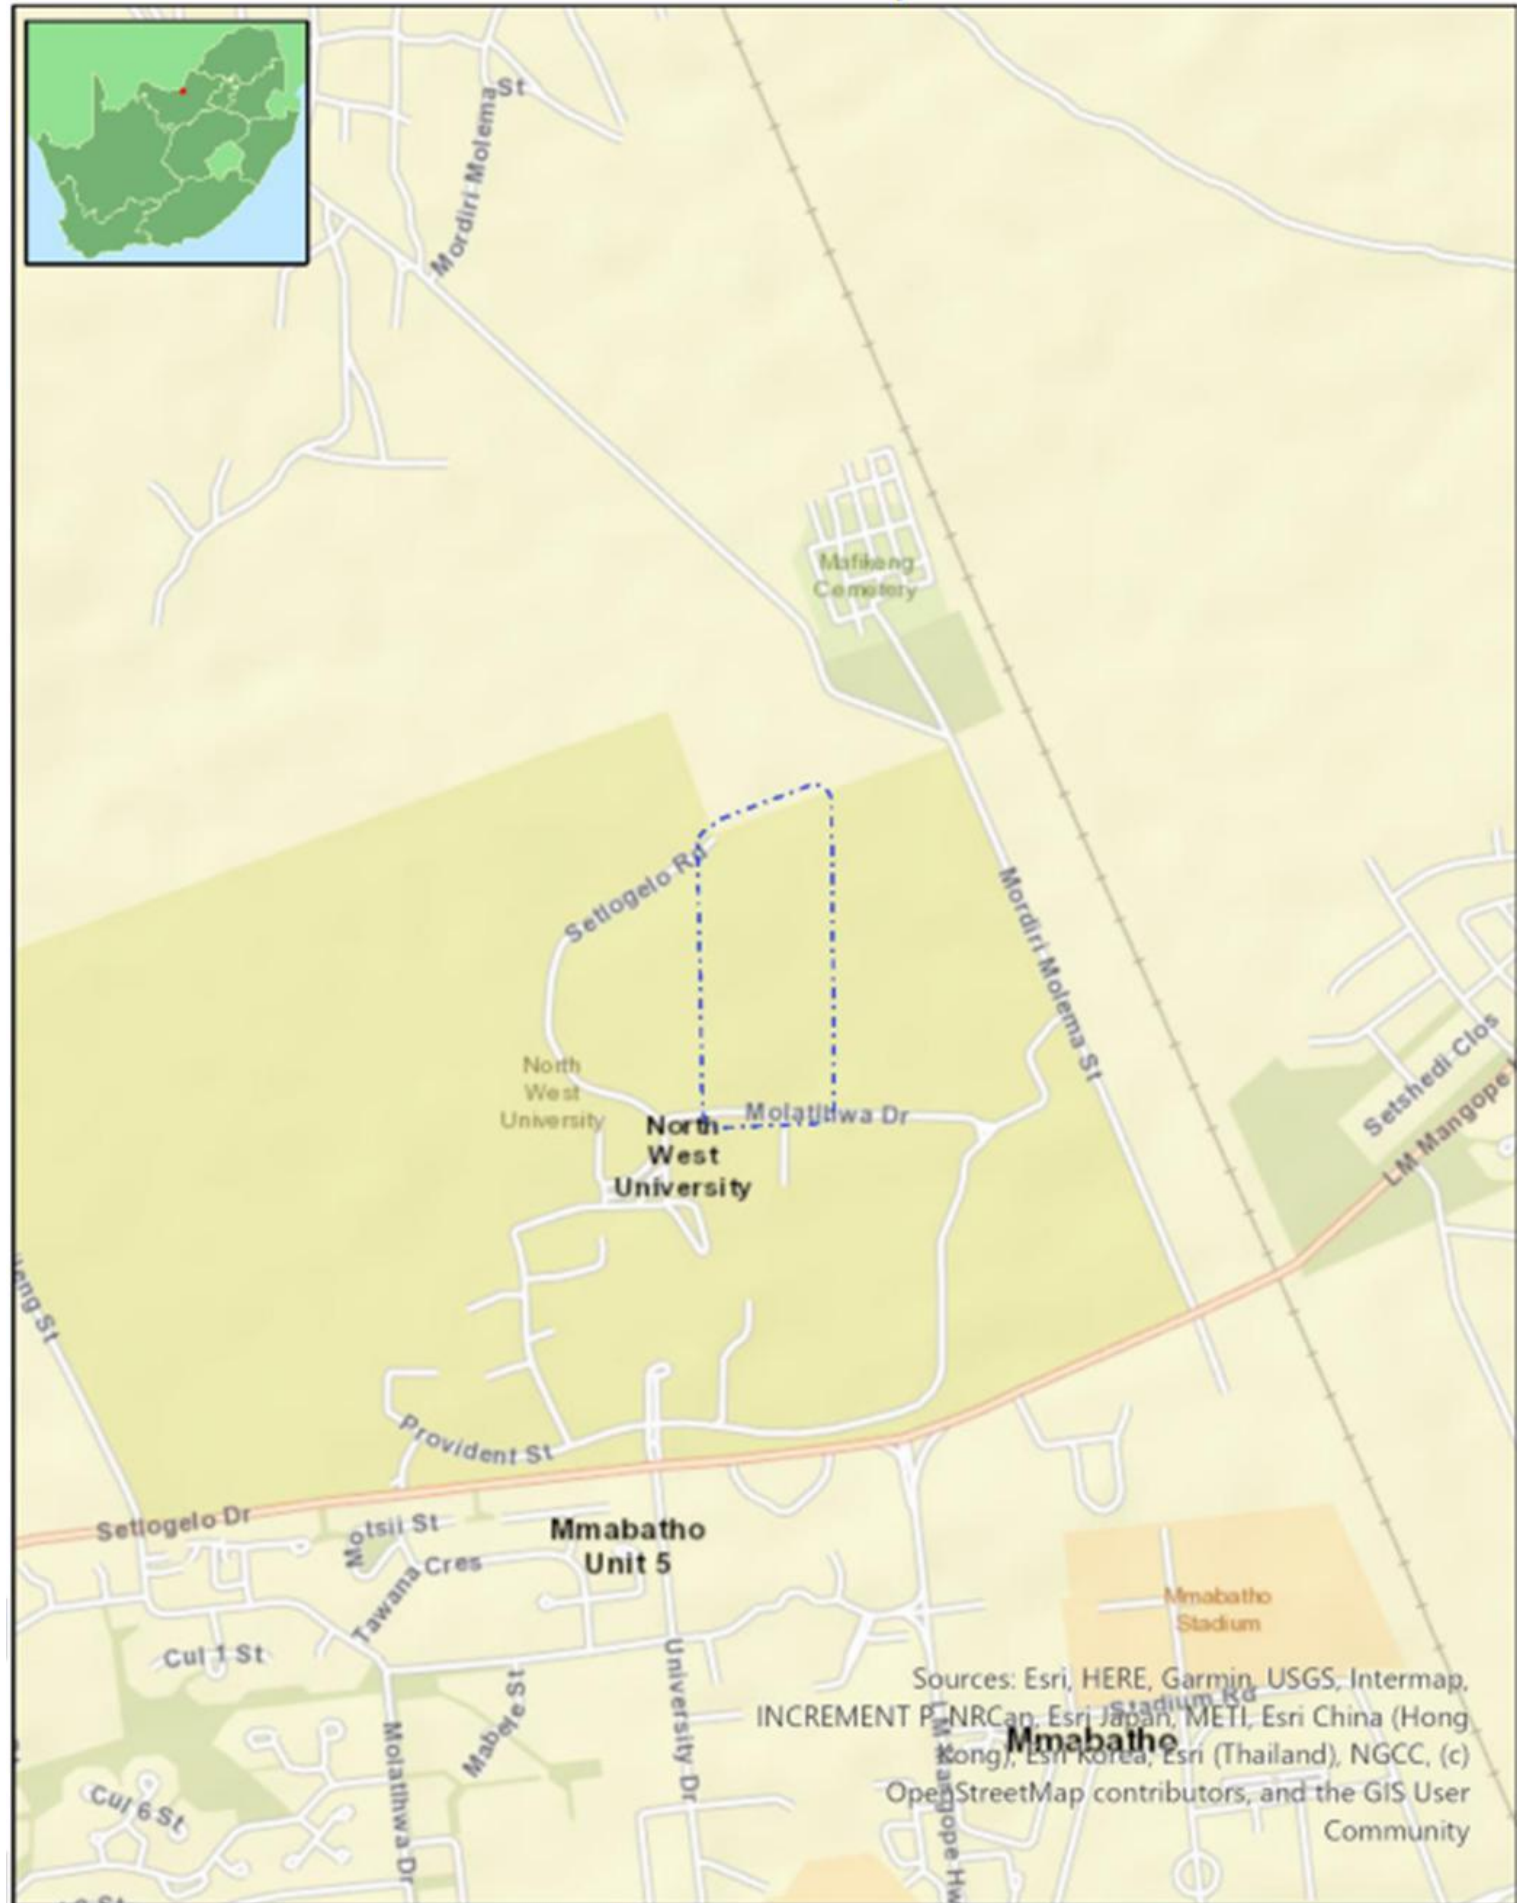 St
Mordiri Molema
Mafikeng
Cemetery
Setlogelo Rd
Mordiri Molema St
North
West
University
Molatlhwa Dr
North
West
University
Setshedi Clos
LM Mangope
Provident St
Setlogelo Dr
Motsil St
Mmabatho
Unit 5
Cres
Tawana
Mmabatho
Stadium
Cul 1 St
Mabele St
University Dr
Sources: Esri, HERE, Garmin, USGS, Intermap,
Stadium Rd
INCREMENT P, NRCan, Esri Japan, METI, Esri China (Hong
Mmabatho
Kong), Esri Korea, Esri (Thailand), NGCC, (c)
OpenStreetMap contributors, and the GIS User
Community
Molatlhwa Dr
Cul 6 St